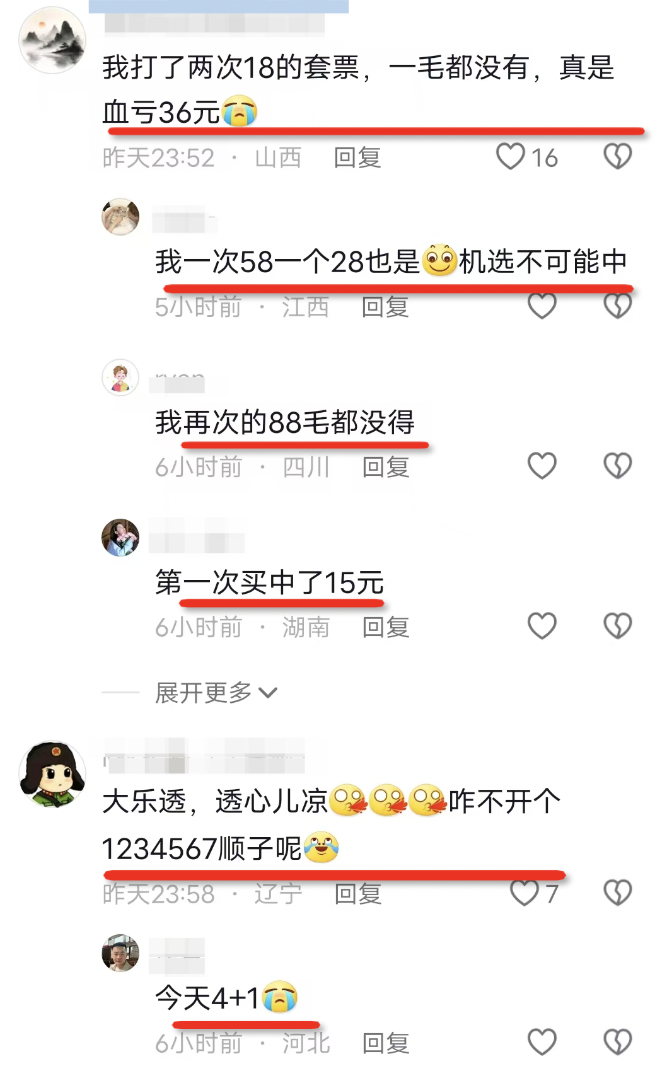 我打了两次18的套票，一毛都没有，真是
血亏36元😭
昨天23:52 · 山西 回复 16
我一次58一个28也是机选不可能中
5小时前 · 江西 回复
我再次的88毛都没得
6小时前 · 四川 回复
第一次买中了15元
6小时前 · 湖南 回复
展开更多
大乐透，透心儿凉咋不开个
1234567顺子呢😂
昨天23:58 · 辽宁 回复 7
今天4+1😭
6小时前 · 河北 回复